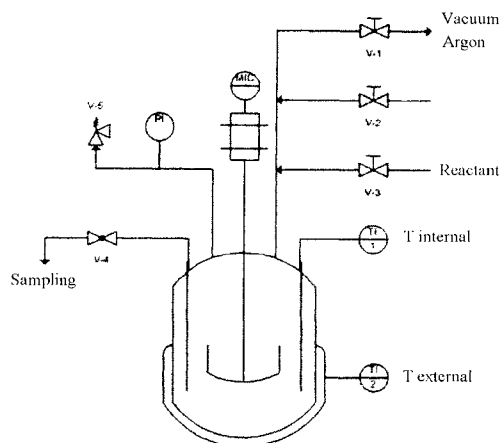 Vacuum
Argon
V-1
MIC
V-5
PI
V-2
Reactant
V-3
TI
1
T internal
V-4
Sampling
TI
2
T external